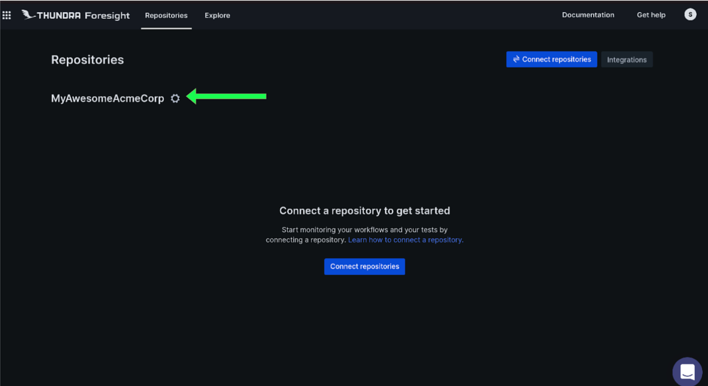 THUNDRA Foresight Repositories Explore Documentation Get help S
Repositories Connect repositories Integrations
MyAwesomeAcmeCorp
Connect a repository to get started
Start monitoring your workflows and your tests by
connecting a repository. Learn how to connect a repository.
Connect repositories